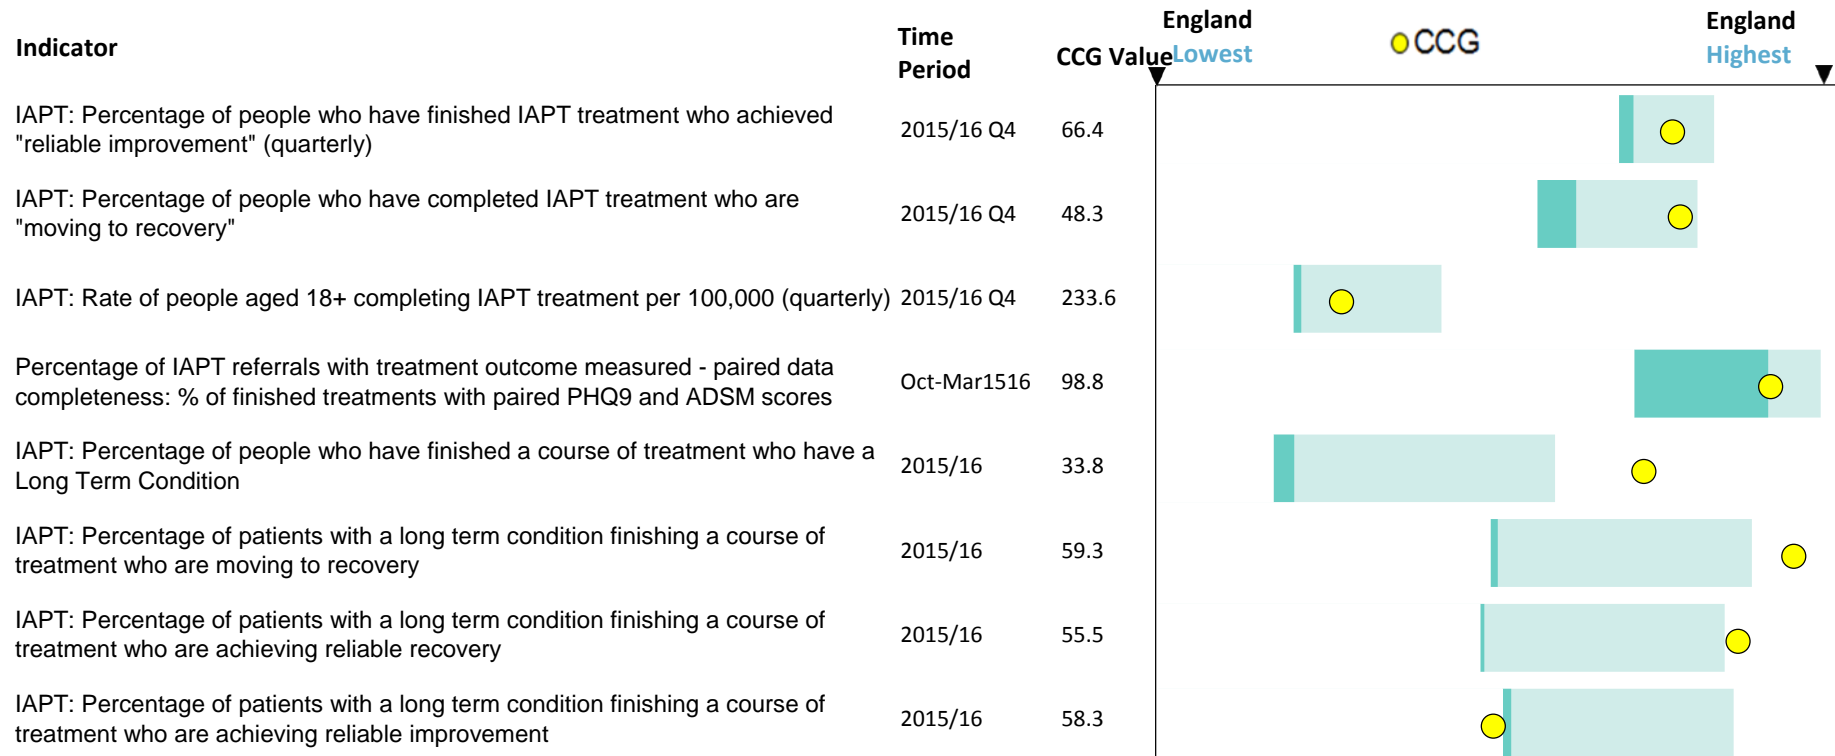 Indicator
Time
Period
CCG Value
England
Lowest
CCG
England
Highest
IAPT: Percentage of people who have finished IAPT treatment who achieved
"reliable improvement" (quarterly)
2015/16 Q4
66.4
IAPT: Percentage of people who have completed IAPT treatment who are
"moving to recovery"
2015/16 Q4
48.3
IAPT: Rate of people aged 18+ completing IAPT treatment per 100,000 (quarterly)
2015/16 Q4
233.6
Percentage of IAPT referrals with treatment outcome measured - paired data
completeness: % of finished treatments with paired PHQ9 and ADSM scores
Oct-Mar1516
98.8
IAPT: Percentage of people who have finished a course of treatment who have a
Long Term Condition
2015/16
33.8
IAPT: Percentage of patients with a long term condition finishing a course of
treatment who are moving to recovery
2015/16
59.3
IAPT: Percentage of patients with a long term condition finishing a course of
treatment who are achieving reliable recovery
2015/16
55.5
IAPT: Percentage of patients with a long term condition finishing a course of
treatment who are achieving reliable improvement
2015/16
58.3